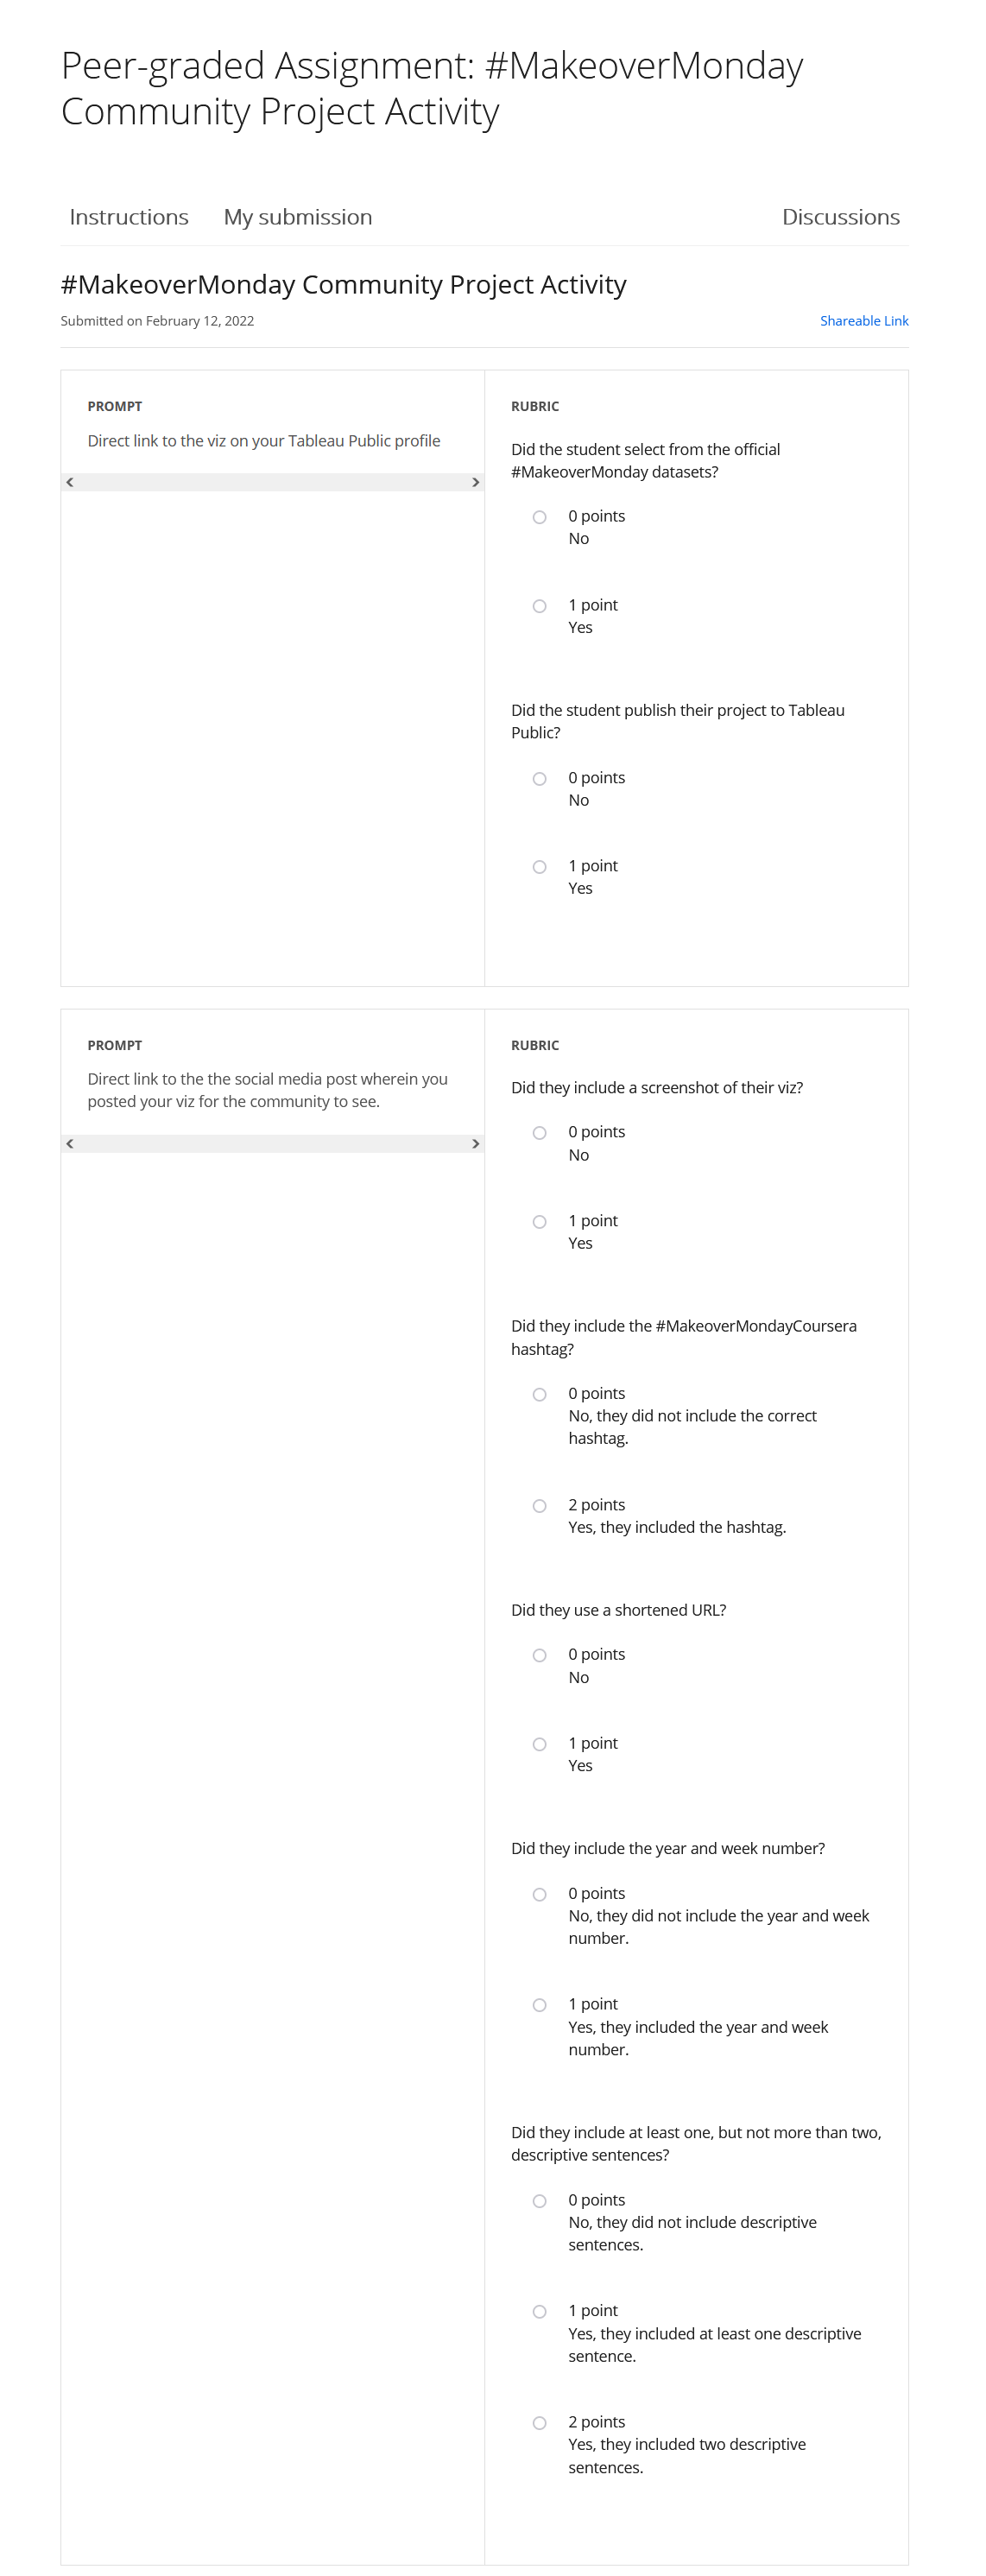 Peer-graded Assignment: #MakeoverMonday
Community Project Activity
Instructions My submission Discussions
#MakeoverMonday Community Project Activity
Submitted on February 12, 2022 Shareable Link
PROMPT
Direct link to the viz on your Tableau Public profile
RUBRIC
Did the student select from the official
#MakeoverMonday datasets?
0 points
No
1 point
Yes
Did the student publish their project to Tableau
Public?
0 points
No
1 point
Yes
PROMPT
Direct link to the the social media post wherein you
posted your viz for the community to see.
RUBRIC
Did they include a screenshot of their viz?
0 points
No
1 point
Yes
Did they include the #MakeoverMondayCoursera
hashtag?
0 points
No, they did not include the correct
hashtag.
2 points
Yes, they included the hashtag.
Did they use a shortened URL?
0 points
No
1 point
Yes
Did they include the year and week number?
0 points
No, they did not include the year and week
number.
1 point
Yes, they included the year and week
number.
Did they include at least one, but not more than two,
descriptive sentences?
0 points
No, they did not include descriptive
sentences.
1 point
Yes, they included at least one descriptive
sentence.
2 points
Yes, they included two descriptive
sentences.